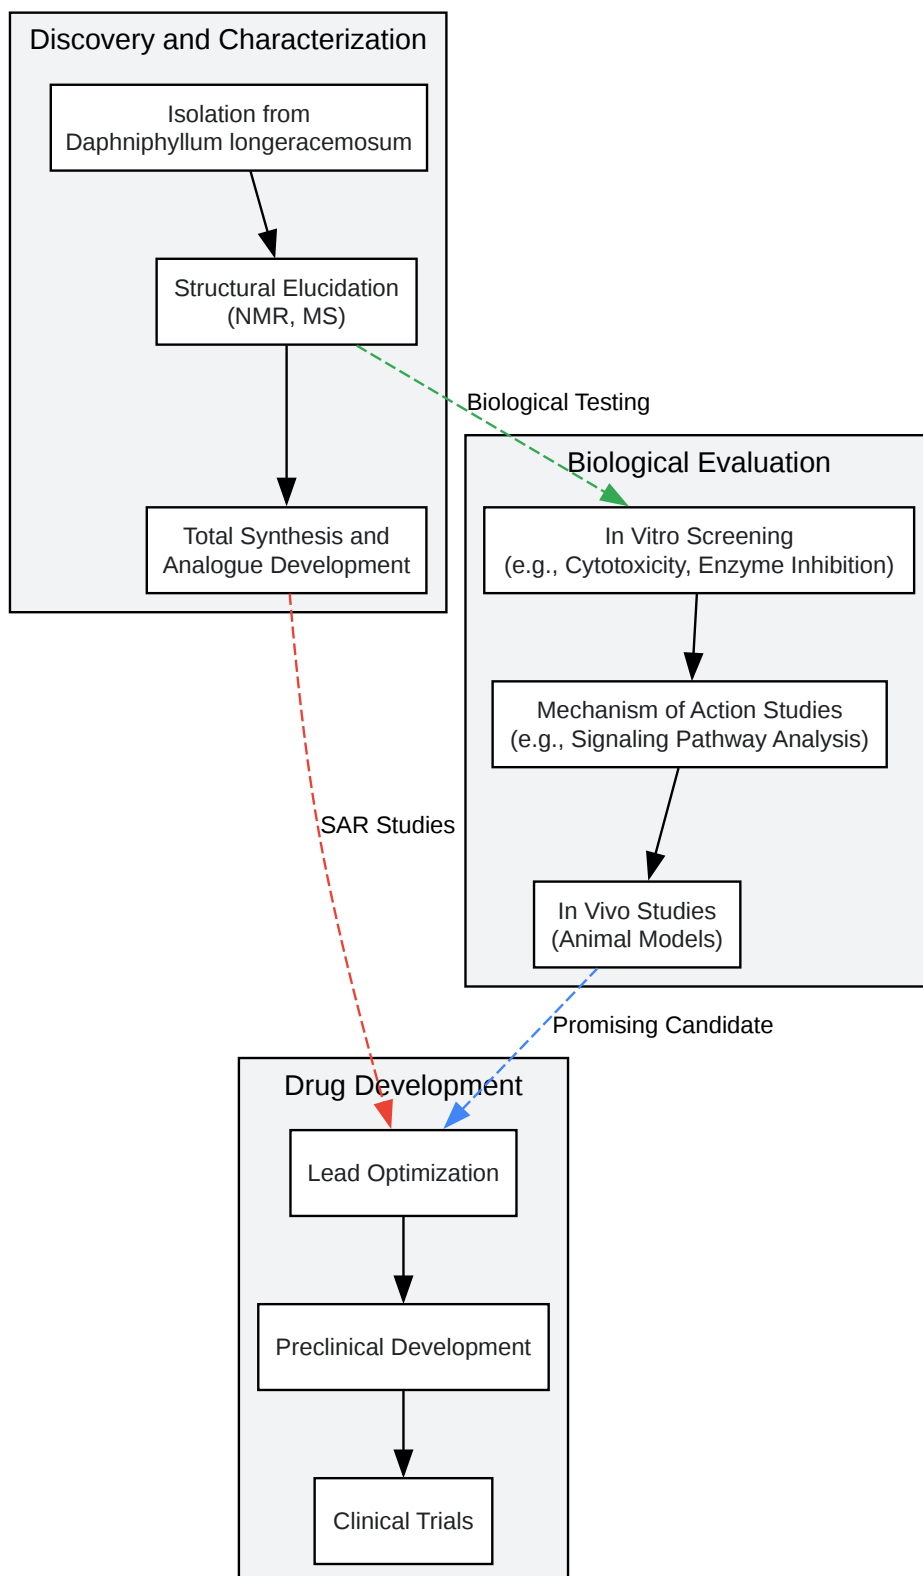 Discovery and Characterization
Isolation from
Daphniphyllum longeracemosum
Structural Elucidation
(NMR, MS)
Biological Testing
Biological Evaluation
Total Synthesis and
Analogue Development
In Vitro Screening
(e.g., Cytotoxicity, Enzyme Inhibition)
Mechanism of Action Studies
(e.g., Signaling Pathway Analysis)
SAR Studies
In Vivo Studies
(Animal Models)
Promising Candidate
Drug Development
Lead Optimization
Preclinical Development
Clinical Trials